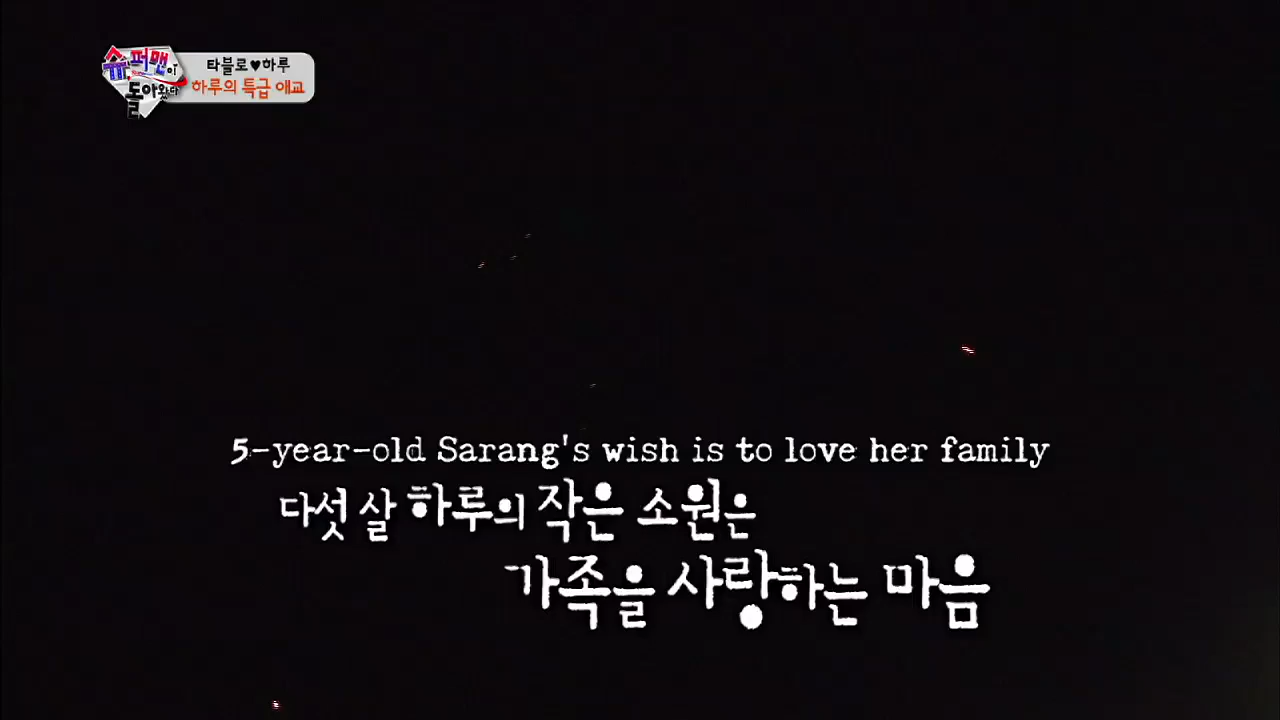 슈퍼맨이
돌아왔다
타블로♥하루
하루의 특급 애교
5-year-old Sarang's wish is to love her family
다섯 살 하루의 작은 소원은
가족을 사랑하는 마음